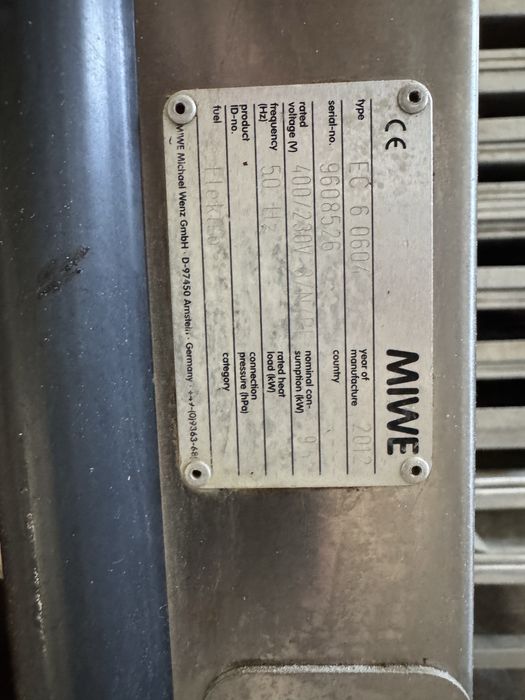 CE MIWE
type EC 6 0604 year of manufacture
serial-no. 9608526 country
rated voltage (V) 400/230V nominal consumption (kW)
frequency (Hz) 50 Hz rated heat load (kW)
product ID-no. connection pressure (hPa)
fuel category
MIWE Michael Wenz GmbH · D-97450 Arnstein · Germany